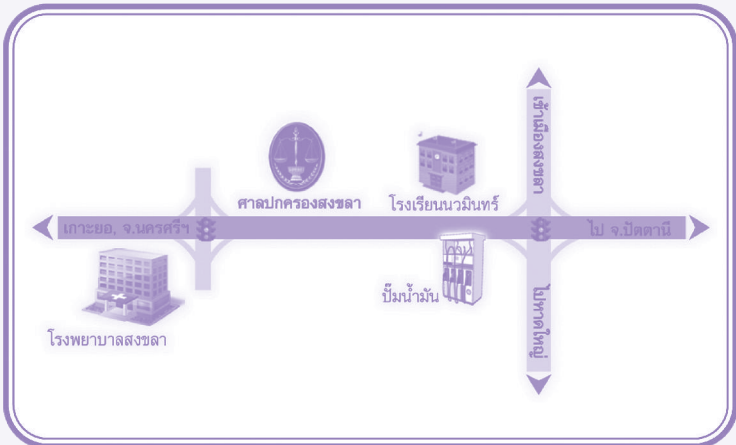 เข้าเมืองสงขลา
ศาลปกครองสงขลา
โรงเรียนนวมินทร์
เกาะยอ, จ.นครศรีฯ
ไป จ.ปัตตานี
ปั๊มน้ำมัน
ไปหาดใหญ่
โรงพยาบาลสงขลา